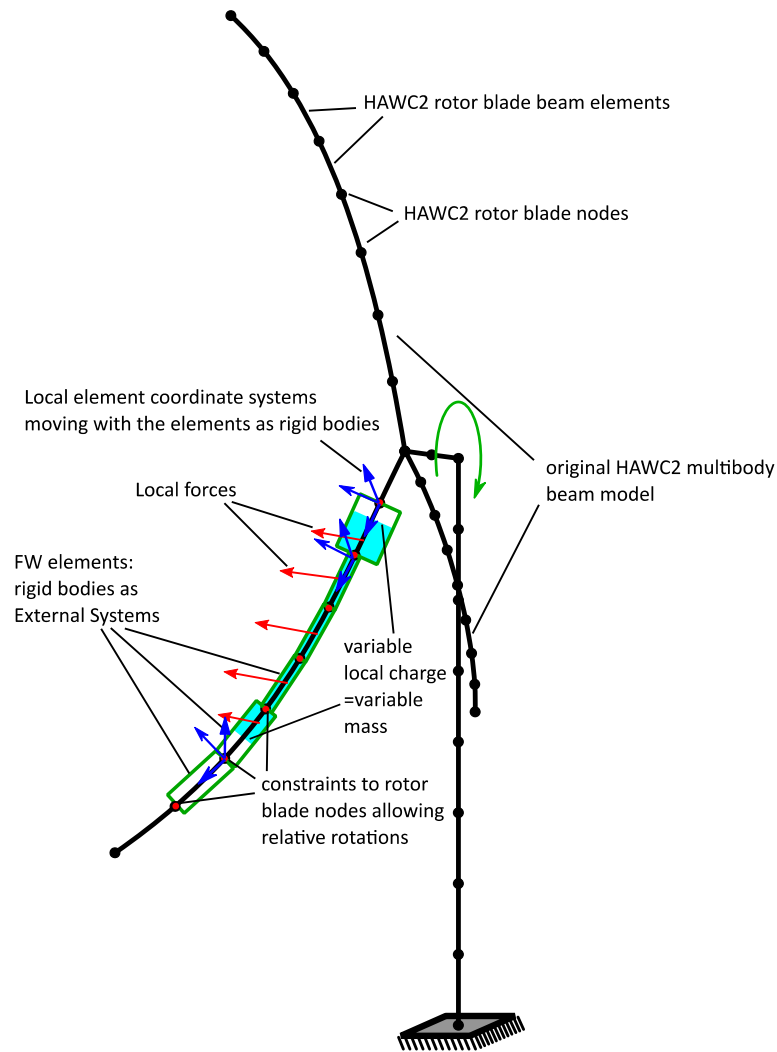 HAWC2 rotor blade beam elements
HAWC2 rotor blade nodes
Local element coordinate systems
moving with the elements as rigid bodies
original HAWC2 multibody
beam model
Local forces
FW elements:
rigid bodies as
External Systems
variable
local charge
=variable
mass
constraints to rotor
blade nodes allowing
relative rotations